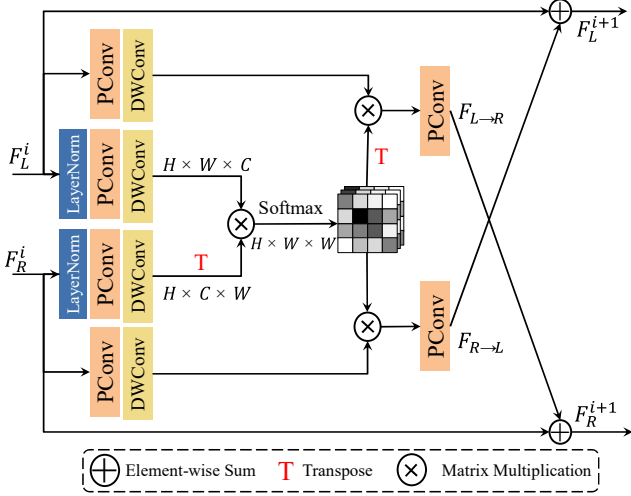 F_L^{i+1}
PConv
DWConv
PConv
F_{L→R}
T
F_L^i
LayerNorm
PConv
DWConv
H × W × C
Softmax
H × W × W
F_R^i
LayerNorm
PConv
DWConv
T
H × C × W
PConv
F_{R→L}
PConv
DWConv
F_R^{i+1}
Element-wise Sum
T Transpose
Matrix Multiplication